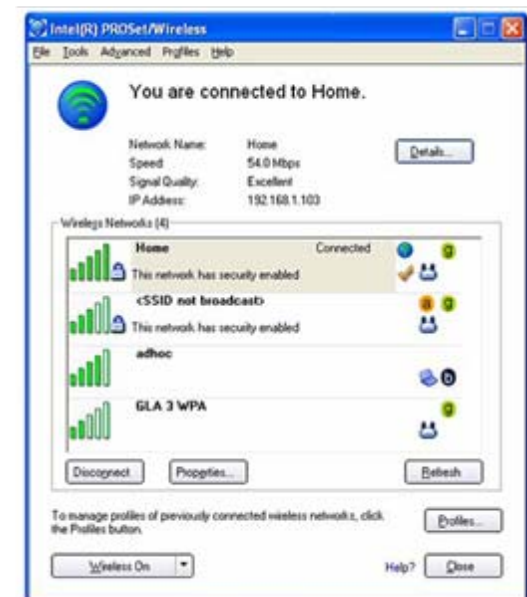 Intel(R) PROSet/Wireless
File Tools Advanced Profiles Help
You are connected to Home.
Network Name: Home
Speed: 54.0 Mbps
Signal Quality: Excellent
IP Address: 192.168.1.103
Details...
Wireless Networks (4)
Home Connected g
This network has security enabled
<SSID not broadcast> a g
This network has security enabled
adhoc
b
GLA 3 WPA g
Disconnect Properties... Refresh
To manage profiles of previously connected wireless networks, click
the Profiles button.
Profiles...
Wireless On Help? Close